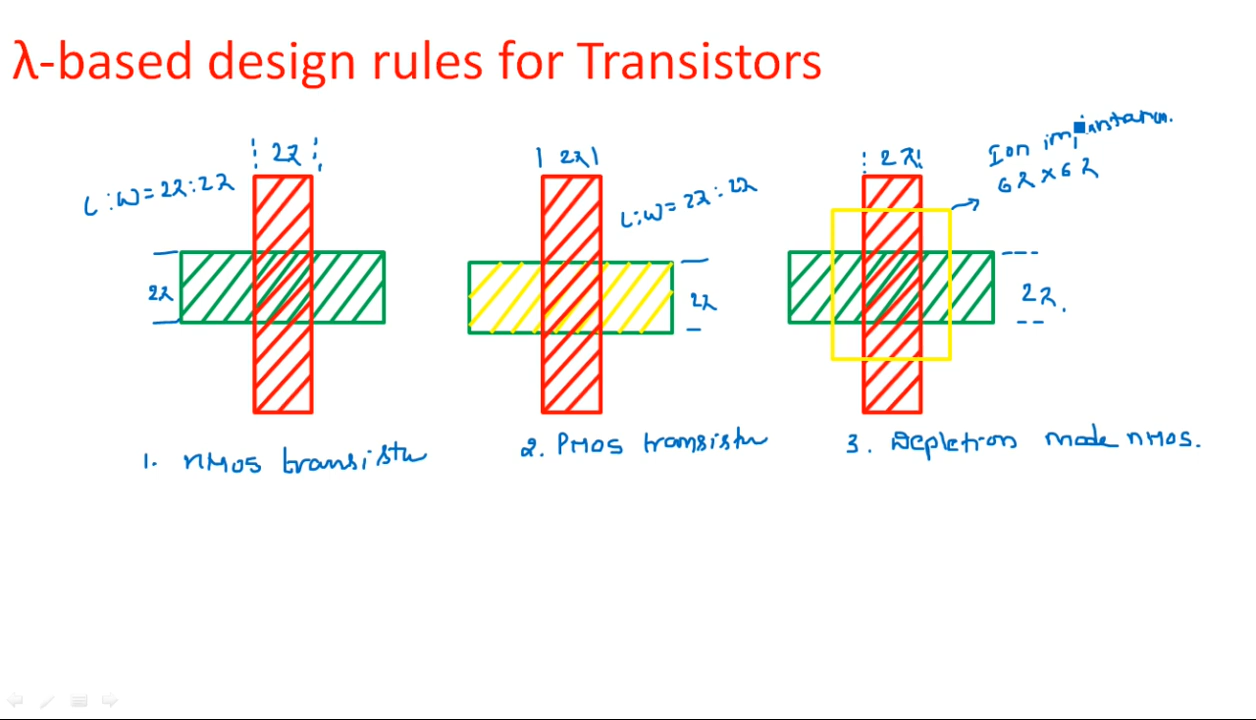 λ-based design rules for Transistors
2λ
L:W=2λ:2λ
2λ
2λ
L:W=2λ:2λ
2λ
2λ
Ion
6λ×6λ
2λ.
1. nMOS transistor
2. PMOS transistor
3. Depletion mode nMOS.